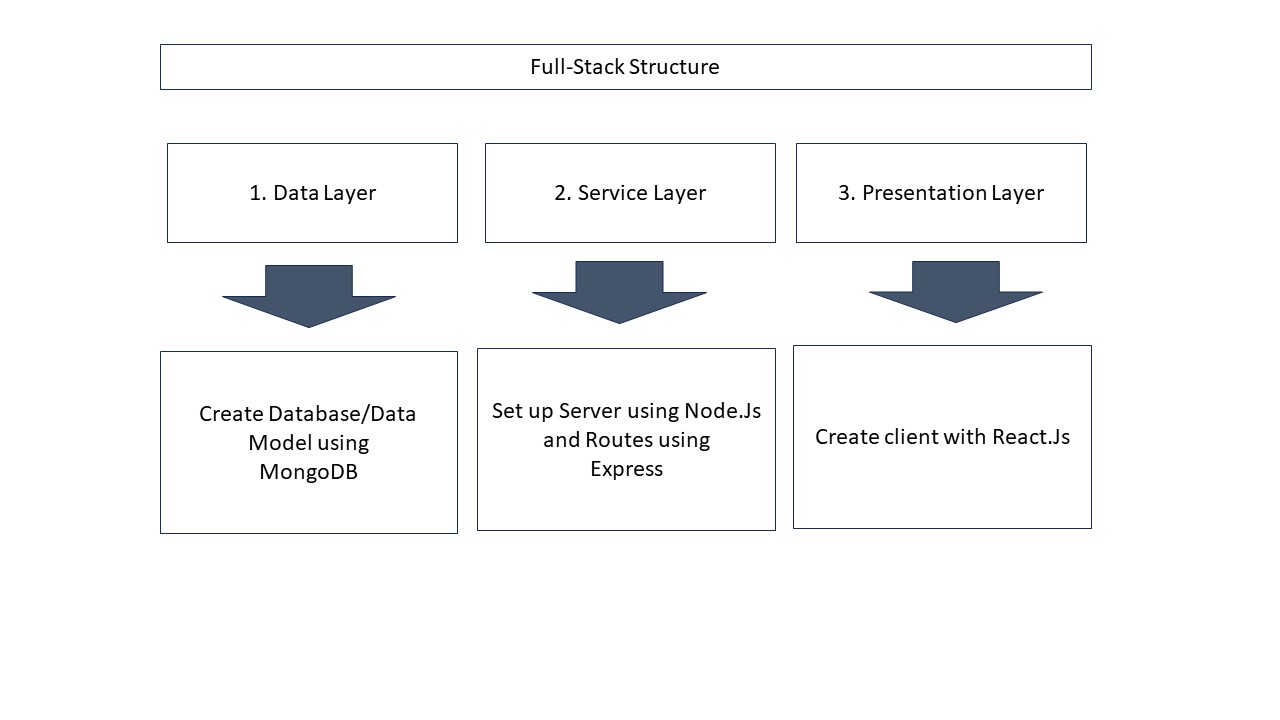 Full-Stack Structure
1. Data Layer
2. Service Layer
3. Presentation Layer
Create Database/Data
Model using
MongoDB
Set up Server using Node.Js
and Routes using
Express
Create client with React.Js